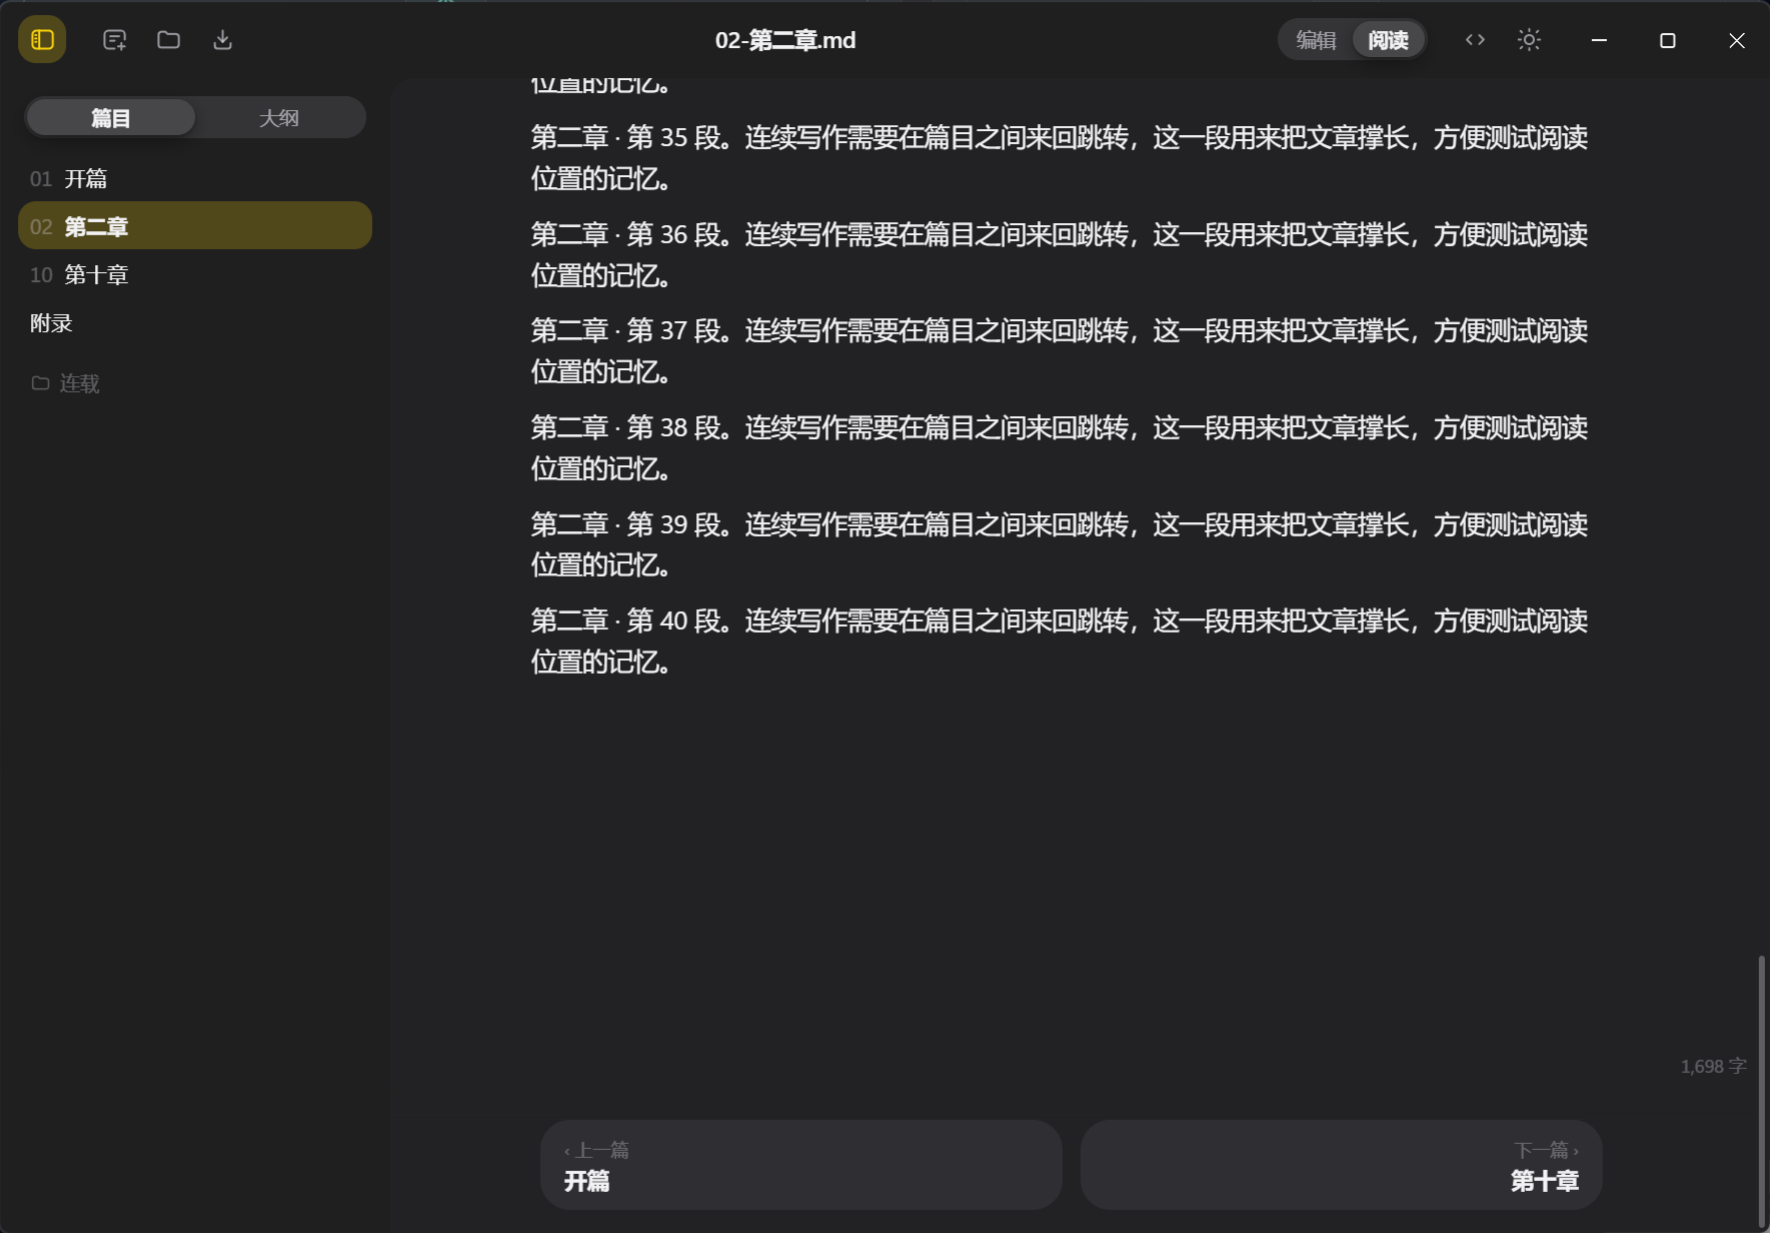 02-第二章.md
编辑 阅读
篇目 大纲
01 开篇
02 第二章
10 第十章
附录
连载
位置的记忆。
第二章 · 第 35 段。连续写作需要在篇目之间来回跳转，这一段用来把文章撑长，方便测试阅读
位置的记忆。
第二章 · 第 36 段。连续写作需要在篇目之间来回跳转，这一段用来把文章撑长，方便测试阅读
位置的记忆。
第二章 · 第 37 段。连续写作需要在篇目之间来回跳转，这一段用来把文章撑长，方便测试阅读
位置的记忆。
第二章 · 第 38 段。连续写作需要在篇目之间来回跳转，这一段用来把文章撑长，方便测试阅读
位置的记忆。
第二章 · 第 39 段。连续写作需要在篇目之间来回跳转，这一段用来把文章撑长，方便测试阅读
位置的记忆。
第二章 · 第 40 段。连续写作需要在篇目之间来回跳转，这一段用来把文章撑长，方便测试阅读
位置的记忆。
1,698 字
‹ 上一篇
开篇
下一篇 ›
第十章